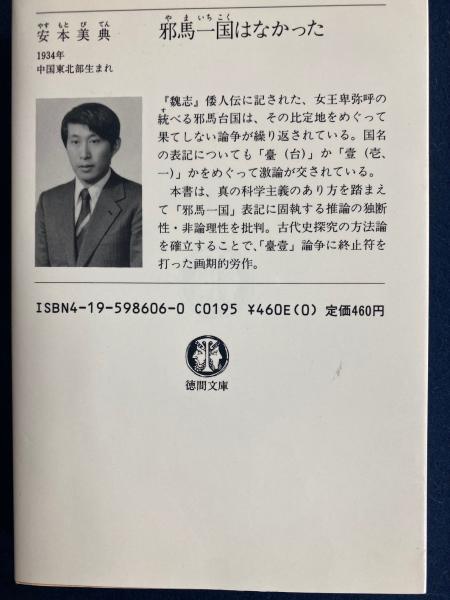 やすもとびてん
安本美典
1934年
中国東北部生まれ
やまいちこく
邪馬一国はなかった
『魏志』倭人伝に記された、女王卑弥呼の
す
統べる邪馬台国は、その比定地をめぐって
果てしない論争が繰り返されている。国名
の表記についても「臺（台）」か「壹（壱、
一）」かをめぐって激論が交されている。
本書は、真の科学主義のあり方を踏まえ
て「邪馬一国」表記に固執する推論の独断
性・非論理性を批判。古代史探究の方法論
を確立することで、「臺壹」論争に終止符を
打った画期的労作。
ISBN4-19-598606-0 C0195 ¥460E(0) 定価460円
徳間文庫